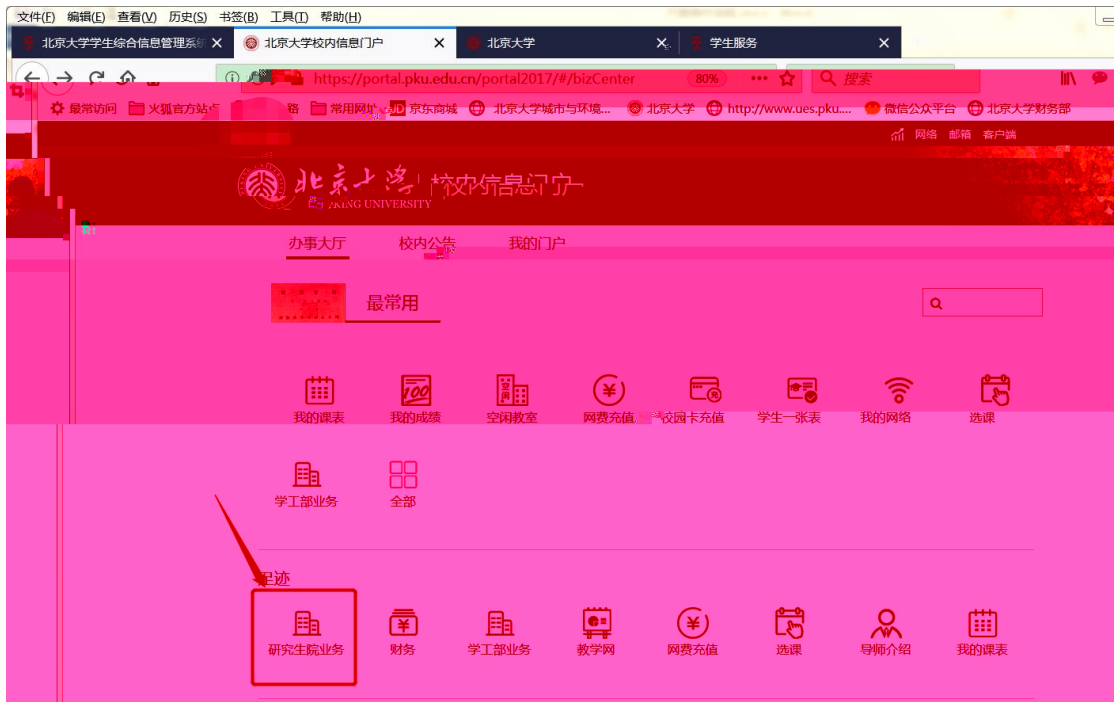 文件(F) 编辑(E) 查看(V) 历史(S) 书签(B) 工具(T) 帮助(H)
北京大学学生综合信息管理系统 北京大学校内信息门户 北京大学 学生服务
https://portal.pku.edu.cn/portal2017/#/bizCenter 80% 搜索
最常访问 火狐官方站点 常用网址 JD 京东商城 北京大学城市与环境... 北京大学 http://www.ues.pku.... 微信公众平台 北京大学财务部
网络 邮箱 客户端
北京大学 校内信息门户
PEKING UNIVERSITY
办事大厅 校内公告 我的门户
最常用
100 空闲
我的课表 我的成绩 空闲教室 网费充值 校园卡充值 学生一张表 我的网络 选课
学工部业务 全部
足迹
研究生院业务 财务 学工部业务 教学网 网费充值 选课 导师介绍 我的课表